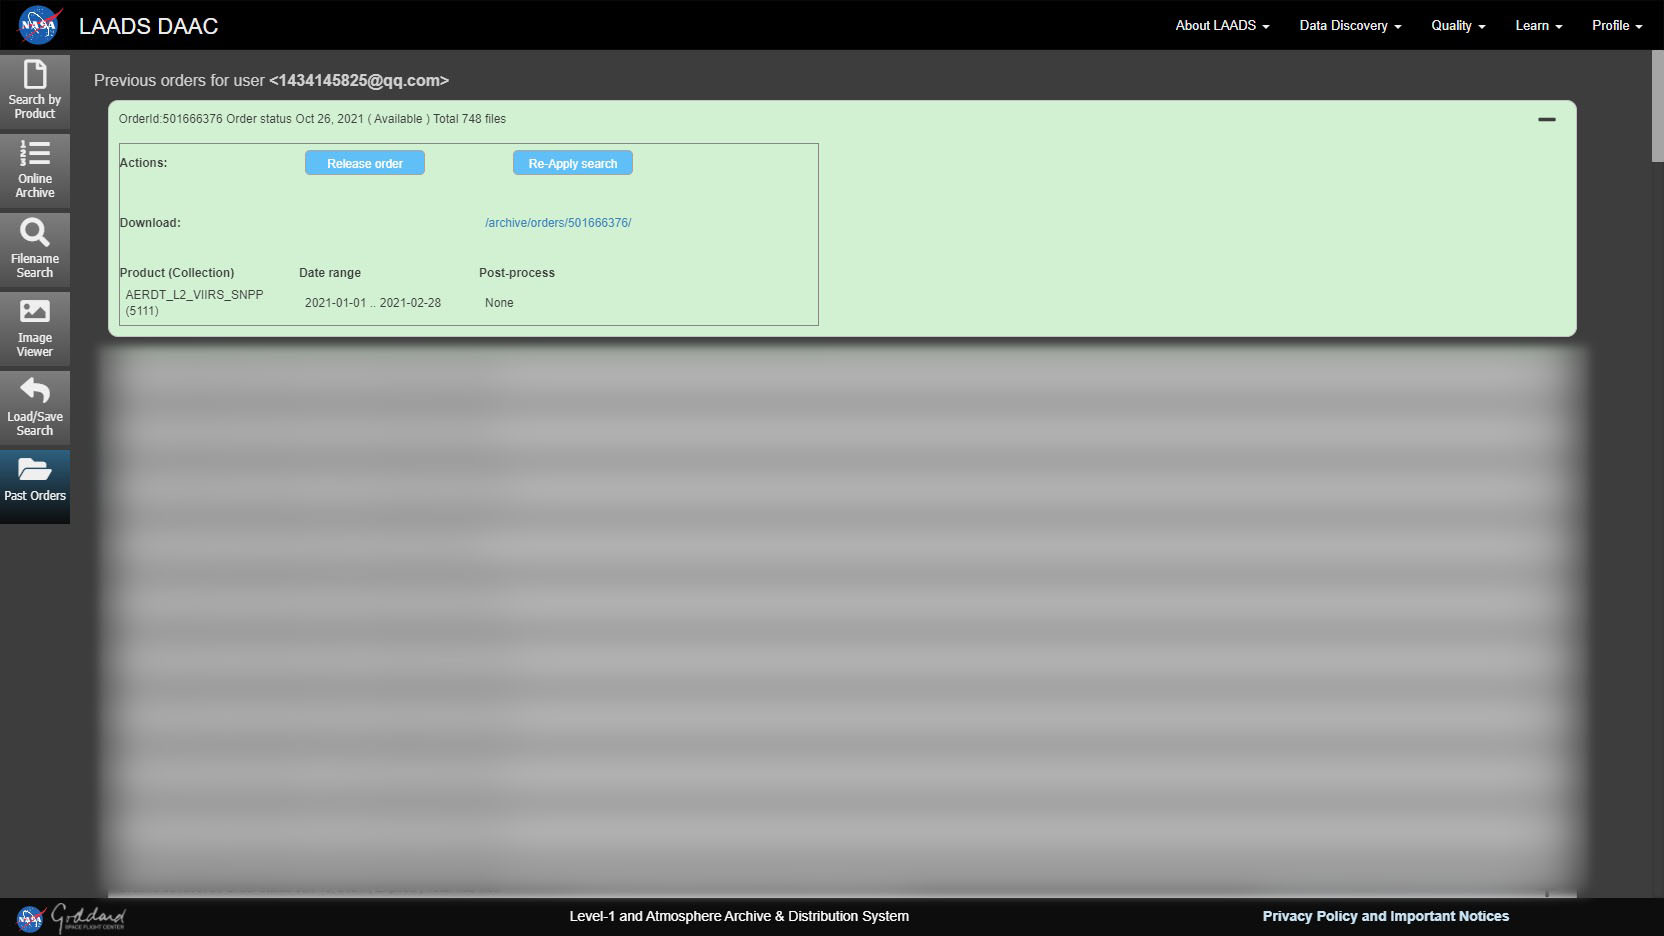 NASA LAADS DAAC About LAADS Data Discovery Quality Learn Profile
Search by
Product
Online
Archive
Filename
Search
Image
Viewer
Load/Save
Search
Past Orders
Previous orders for user <1434145825@qq.com>
OrderId:501666376 Order status Oct 26, 2021 ( Available ) Total 748 files
Actions: Release order Re-Apply search
Download: /archive/orders/501666376/
Product (Collection) Date range Post-process
AERDT_L2_VIIRS_SNPP
(5111) 2021-01-01 .. 2021-02-28 None
NASA Goddard
SPACE FLIGHT CENTER
Level-1 and Atmosphere Archive & Distribution System
Privacy Policy and Important Notices